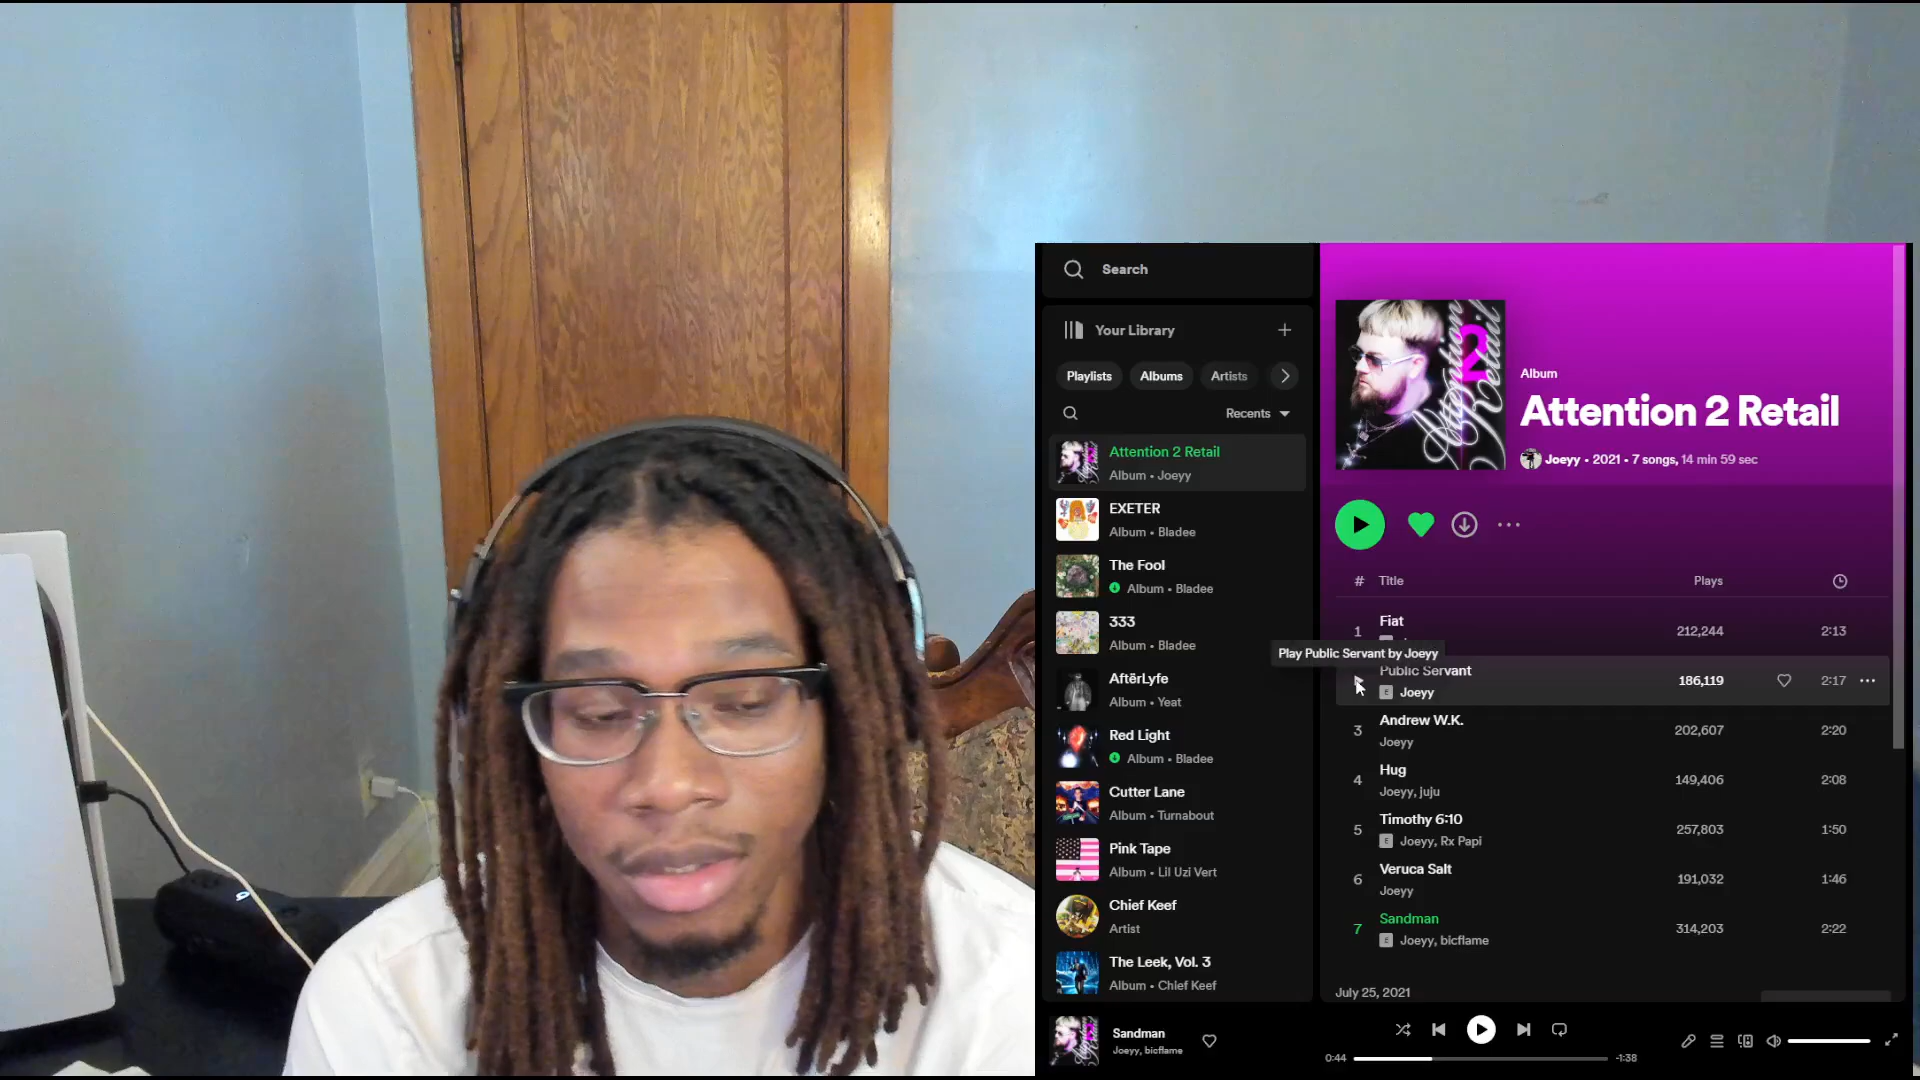 Search
Your Library
Playlists
Albums
Artists
Recents
Attention 2 Retail
Album • Joeyy
EXETER
Album • Bladee
The Fool
Album • Bladee
333
Album • Bladee
AftërLyfe
Album • Yeat
Red Light
Album • Bladee
Cutter Lane
Album • Turnabout
Pink Tape
Album • Lil Uzi Vert
Chief Keef
Artist
The Leek, Vol. 3
Album • Chief Keef
Attention 2 Retail
Album
Attention 2 Retail
Joeyy • 2021 • 7 songs, 14 min 59 sec
# Title Plays
1 Fiat 212,244 2:13
Play Public Servant by Joeyy
Public Servant 186,119 2:17
E Joeyy
3 Andrew W.K. 202,607 2:20
Joeyy
4 Hug 149,406 2:08
Joeyy, juju
5 Timothy 6:10 257,803 1:50
E Joeyy, Rx Papi
6 Veruca Salt 191,032 1:46
Joeyy
7 Sandman 314,203 2:22
E Joeyy, bicflame
July 25, 2021
Sandman
Joeyy, bicflame
0:44 -1:38